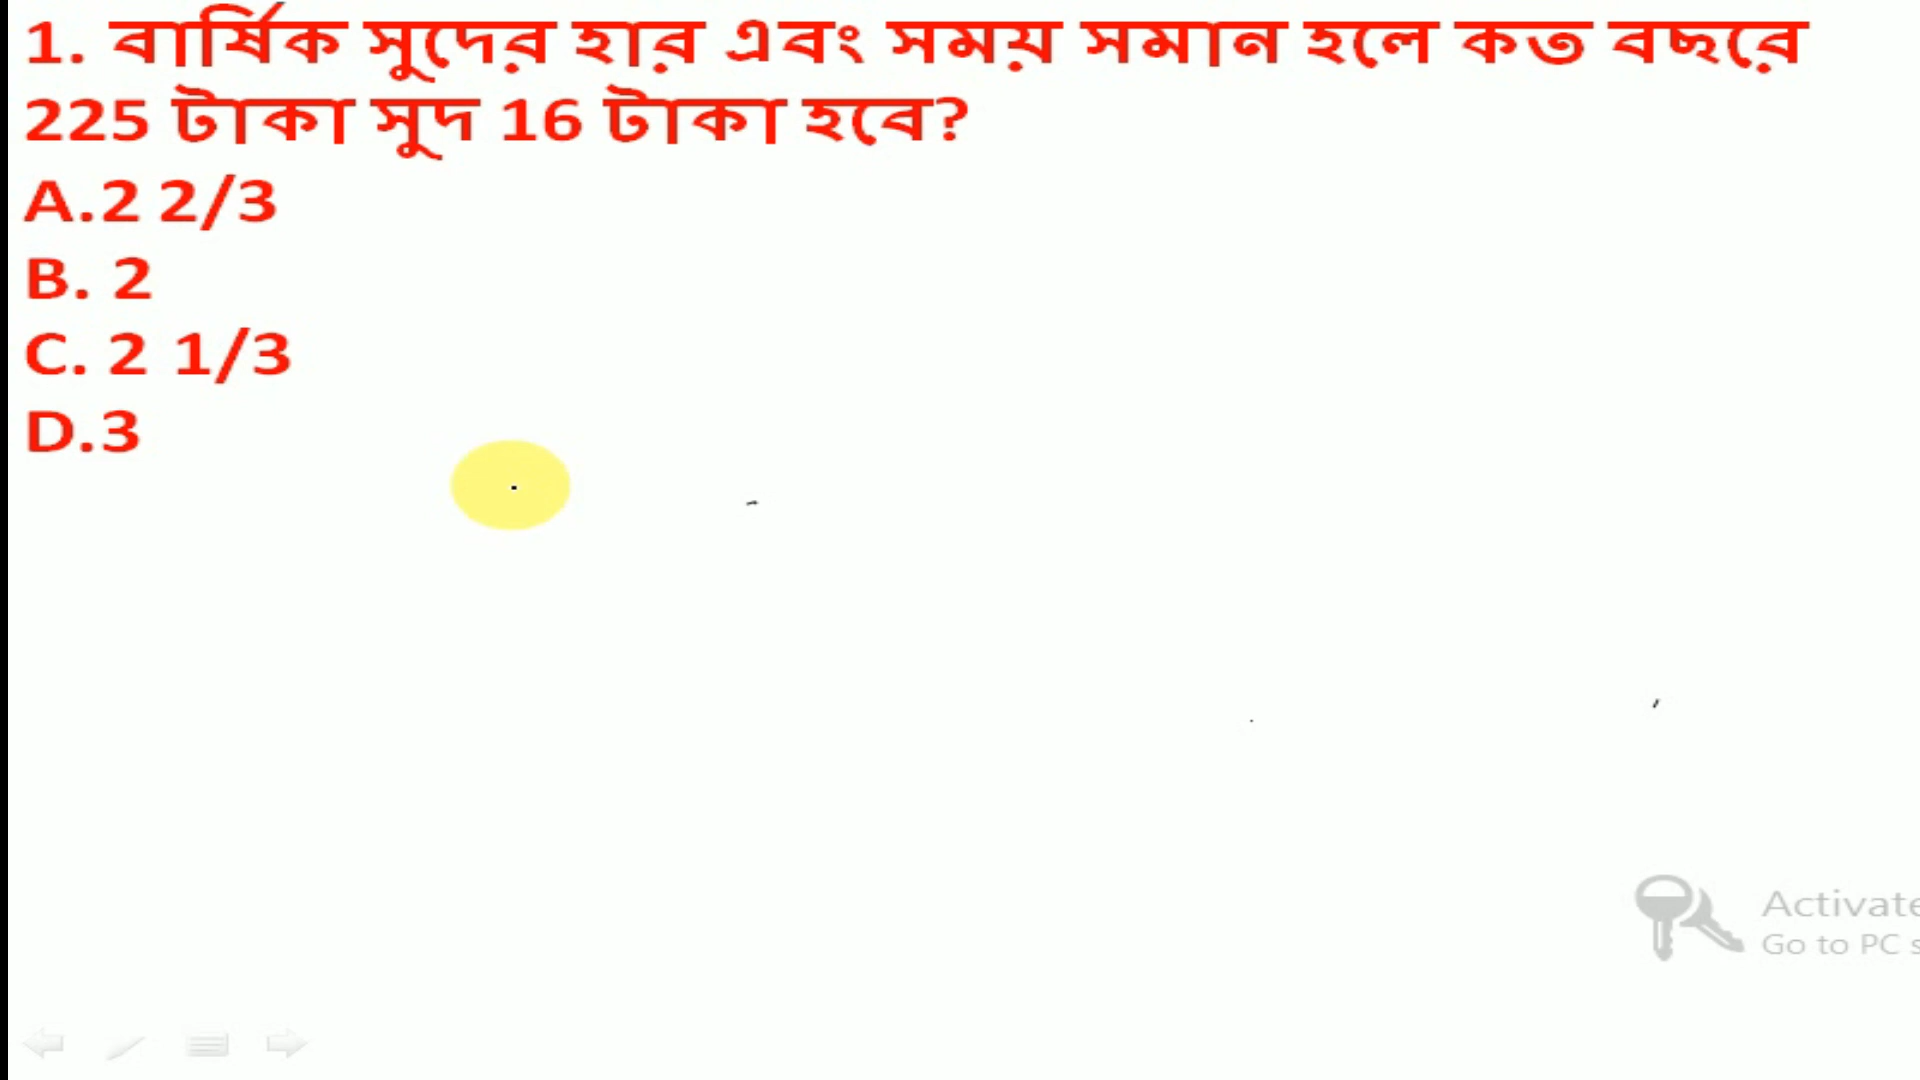 1. বার্ষিক সুদের হার এবং সময় সমান হলে কত বছরে
225 টাকা সুদ 16 টাকা হবে?
A.2 2/3
B. 2
C. 2 1/3
D.3
Activate
Go to PC s